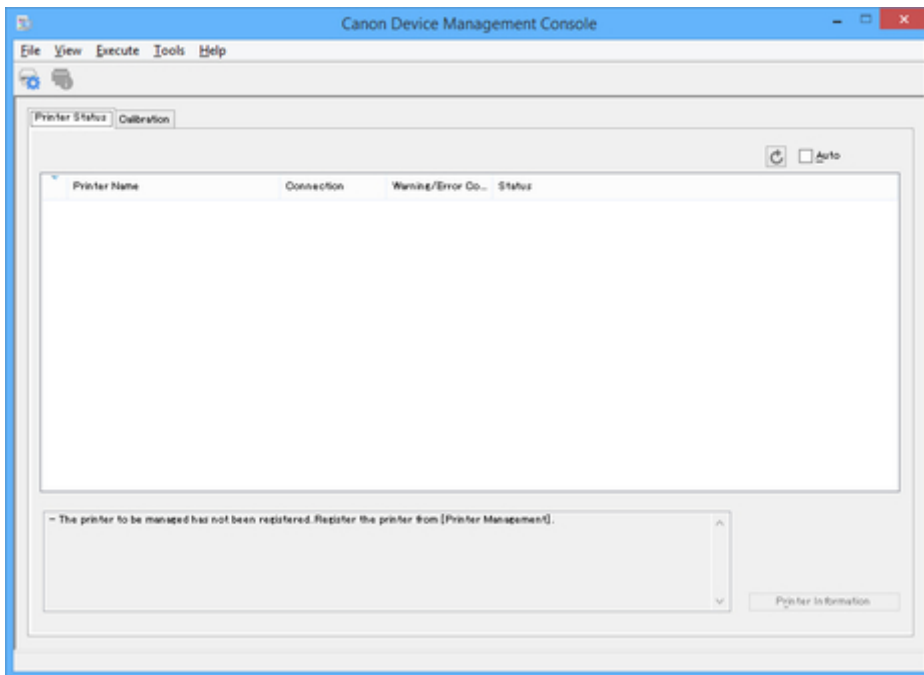 Canon Device Management Console
File View Execute Tools Help
Printer Status Calibration
Auto
Printer Name Connection Warning/Error Co... Status
- The printer to be managed has not been registered.Register the printer from [Printer Management].
Printer Information